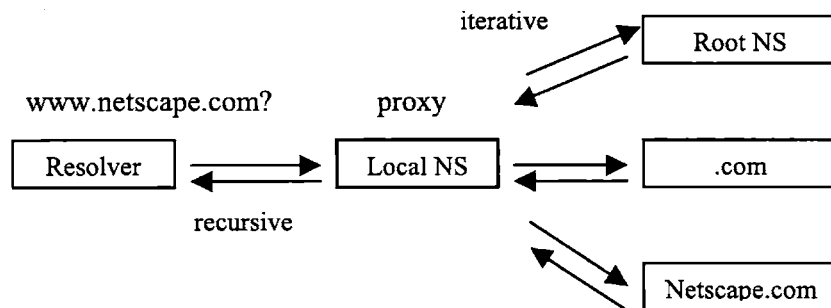 iterative
Root NS
www.netscape.com?
proxy
Resolver
Local NS
.com
recursive
Netscape.com